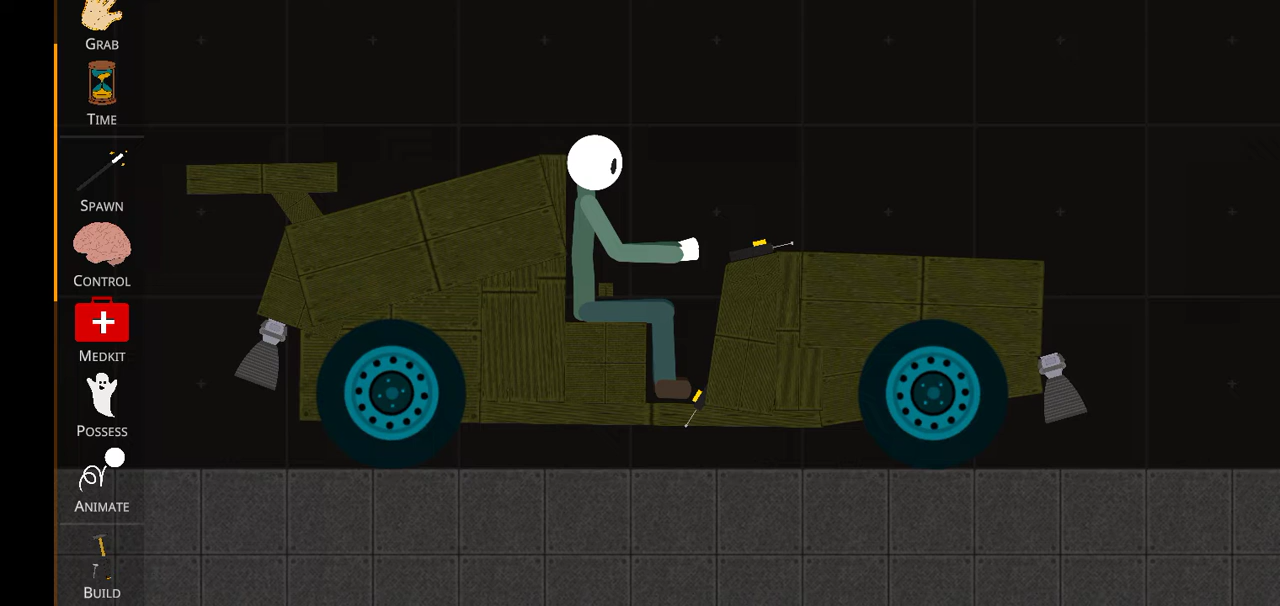 GRAB
TIME
SPAWN
CONTROL
MEDKIT
POSSESS
ANIMATE
BUILD